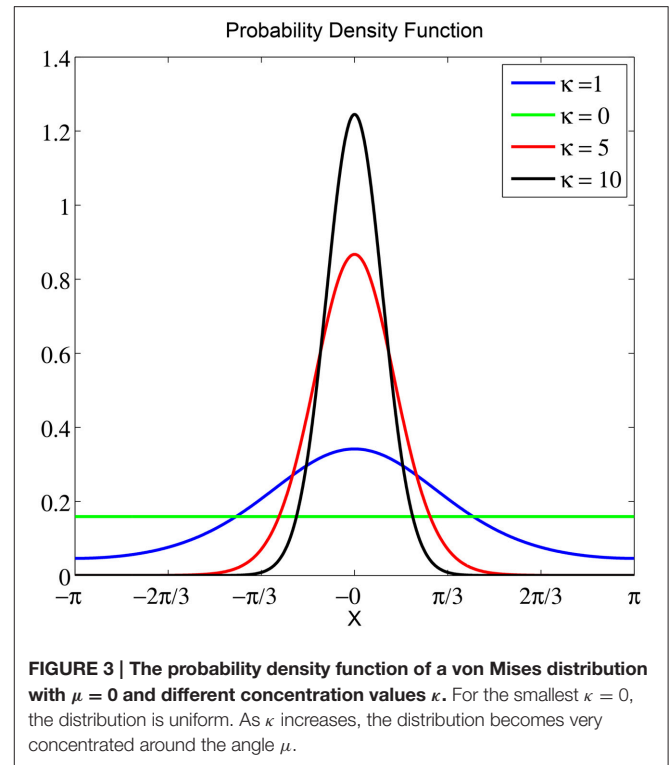 Probability Density Function
1.4
1.2
1
0.8
0.6
0.4
0.2
0
κ =1
κ = 0
κ = 5
κ = 10
−π
−2π/3
−π/3
−0
π/3
2π/3
π
X
FIGURE 3 | The probability density function of a von Mises distribution
with μ = 0 and different concentration values κ. For the smallest κ = 0,
the distribution is uniform. As κ increases, the distribution becomes very
concentrated around the angle μ.